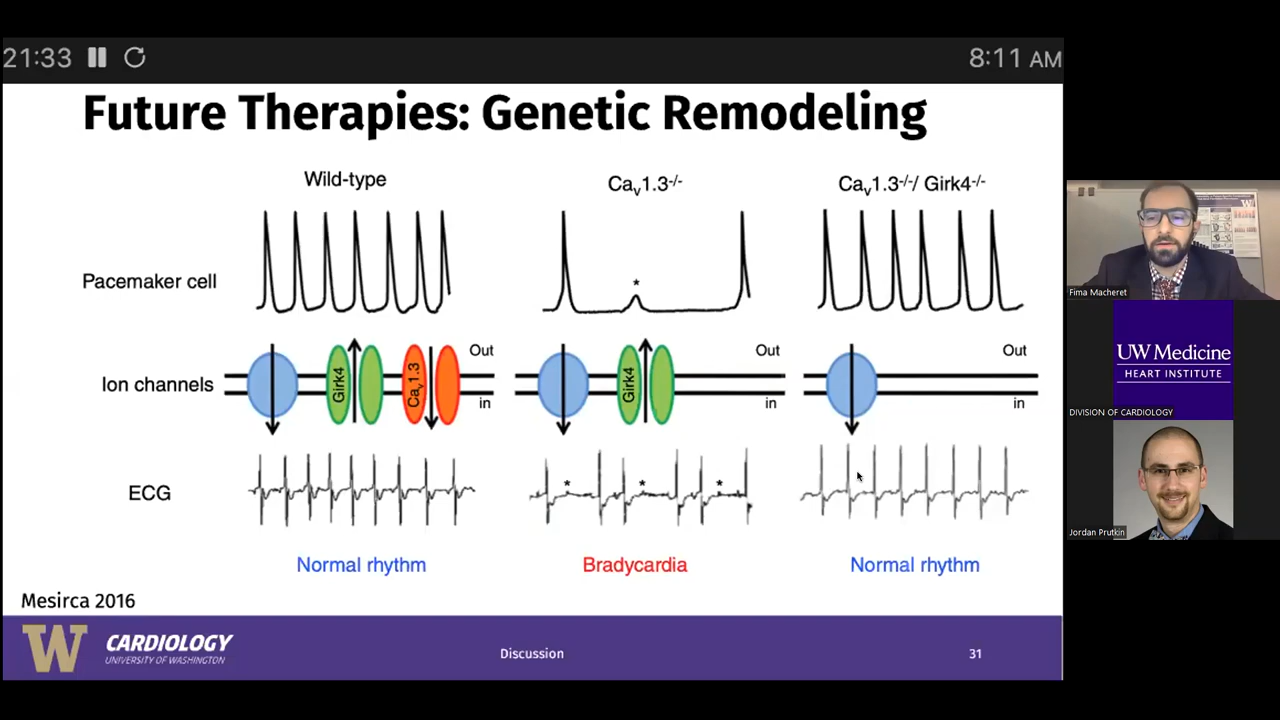 21:33
8:11 AM
Future Therapies: Genetic Remodeling
Wild-type
Cav1.3-/-
Cav1.3-/-/ Girk4-/-
Pacemaker cell
*
Ion channels
Girk4
Cav1.3
Out
in
Girk4
Out
in
Out
in
ECG
* * *
Normal rhythm
Bradycardia
Normal rhythm
Mesirca 2016
W CARDIOLOGY
UNIVERSITY OF WASHINGTON
Discussion
31
Fima Macheret
UW Medicine
HEART INSTITUTE
DIVISION OF CARDIOLOGY
Jordan Prutkin